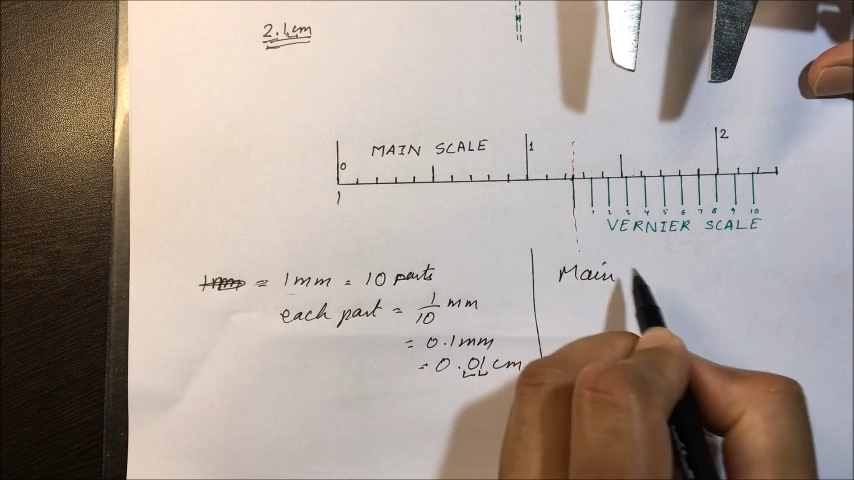 2.1cm
MAIN SCALE
0
1
2
1 2 3 4 5 6 7 8 9 10
VERNIER SCALE
= 1mm = 10 parts
each part = 1/10 mm
= 0.1mm
= 0.01cm
Main